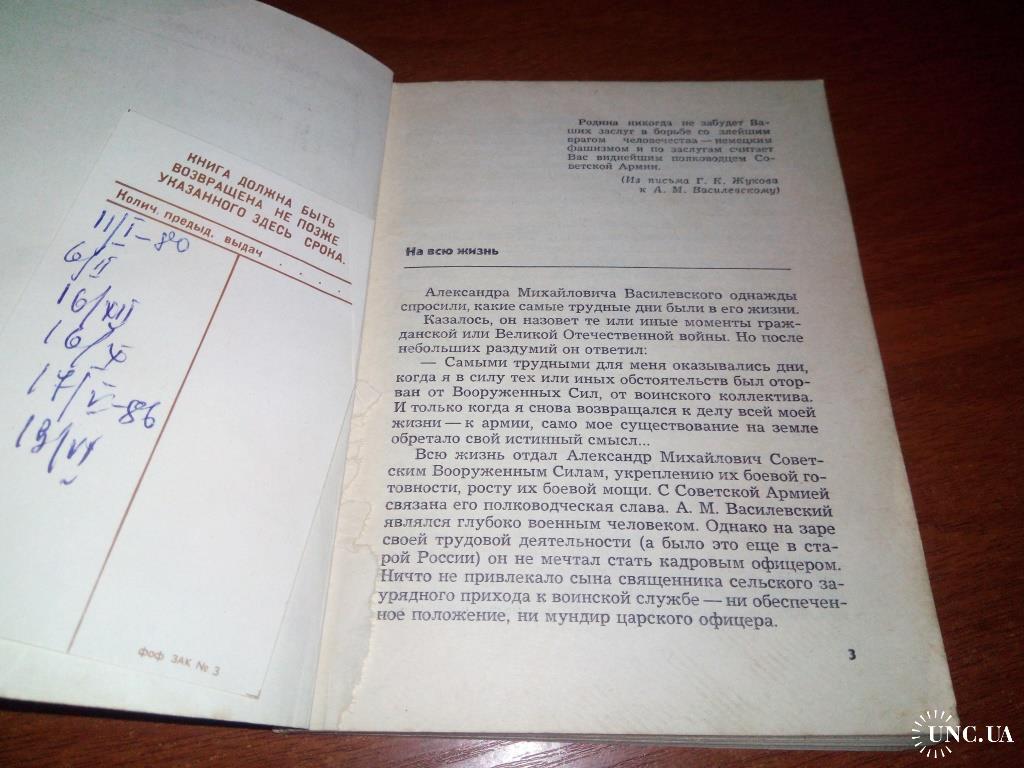 КНИГА ДОЛЖНА БЫТЬ
ВОЗВРАЩЕНА НЕ ПОЗЖЕ
УКАЗАННОГО ЗДЕСЬ СРОКА.
Колич. предыд. выдач . . . .
11/I-80
6/II
16/XII
16/X
17/VI-86
19/VI
фоф ЗАК № 3
Родина никогда не забудет Ва-
ших заслуг в борьбе со злейшим
врагом человечества — немецким
фашизмом и по заслугам считает
Вас виднейшим полководцем Со-
ветской Армии.
(Из письма Г. К. Жукова
к А. М. Василевскому)
На всю жизнь
Александра Михайловича Василевского однажды
спросили, какие самые трудные дни были в его жизни.
Казалось, он назовет те или иные моменты граж-
данской или Великой Отечественной войны. Но после
небольших раздумий он ответил:
— Самыми трудными для меня оказывались дни,
когда я в силу тех или иных обстоятельств был отор-
ван от Вооруженных Сил, от воинского коллектива.
И только когда я снова возвращался к делу всей моей
жизни — к армии, само мое существование на земле
обретало свой истинный смысл...
Всю жизнь отдал Александр Михайлович Совет-
ским Вооруженным Силам, укреплению их боевой го-
товности, росту их боевой мощи. С Советской Армией
связана его полководческая слава. А. М. Василевский
являлся глубоко военным человеком. Однако на заре
своей трудовой деятельности (а было это еще в ста-
рой России) он не мечтал стать кадровым офицером.
Ничто не привлекало сына священника сельского за-
урядного прихода к воинской службе — ни обеспечен-
ное положение, ни мундир царского офицера.
3
UNC.UA